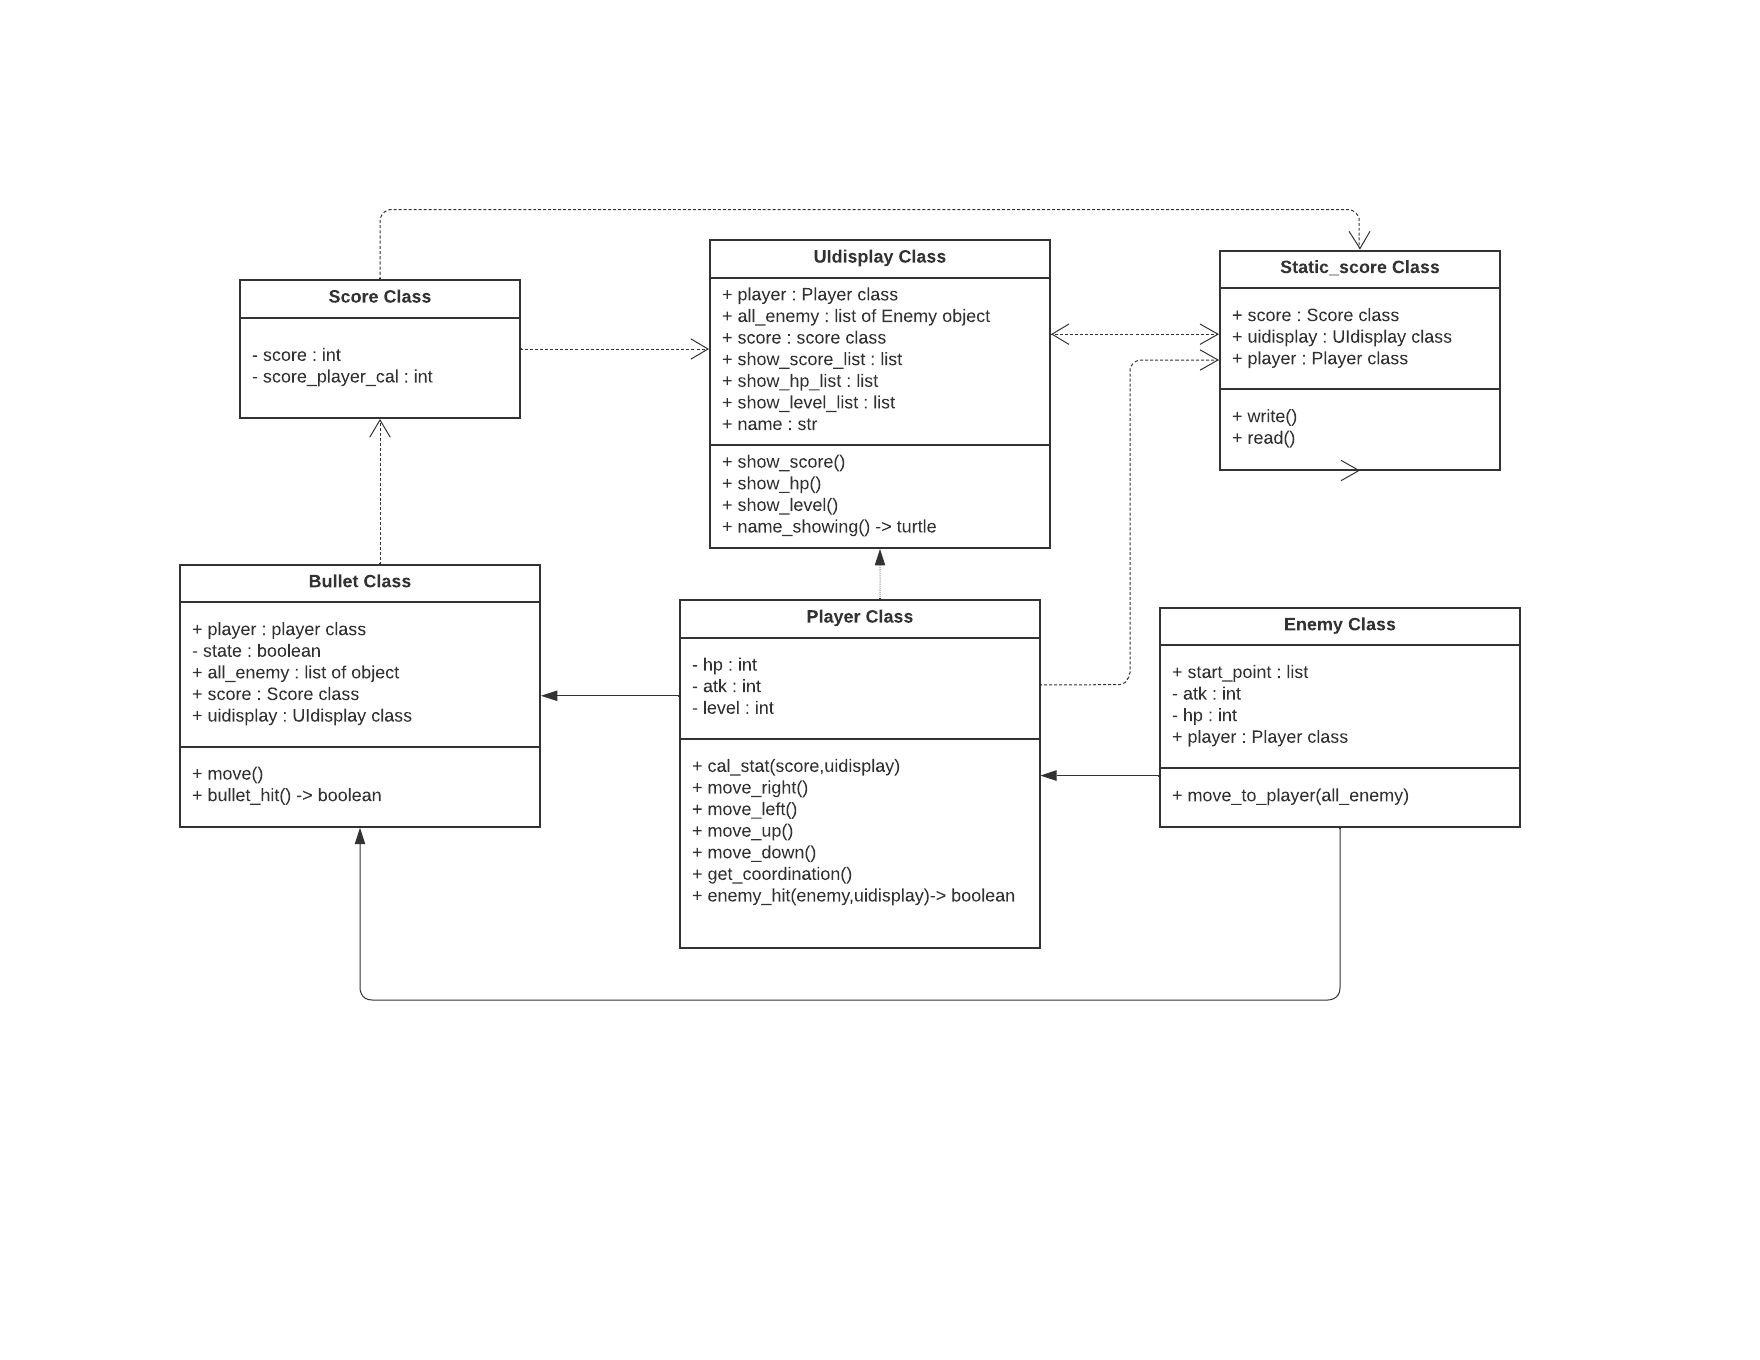 UIdisplay Class
+ player : Player class
+ all_enemy : list of Enemy object
+ score : score class
+ show_score_list : list
+ show_hp_list : list
+ show_level_list : list
+ name : str
+ show_score()
+ show_hp()
+ show_level()
+ name_showing() -> turtle
Static_score Class
+ score : Score class
+ uidisplay : UIdisplay class
+ player : Player class
+ write()
+ read()
Score Class
- score : int
- score_player_cal : int
Bullet Class
+ player : player class
- state : boolean
+ all_enemy : list of object
+ score : Score class
+ uidisplay : UIdisplay class
+ move()
+ bullet_hit() -> boolean
Player Class
- hp : int
- atk : int
- level : int
+ cal_stat(score,uidisplay)
+ move_right()
+ move_left()
+ move_up()
+ move_down()
+ get_coordination()
+ enemy_hit(enemy,uidisplay)-> boolean
Enemy Class
+ start_point : list
- atk : int
- hp : int
+ player : Player class
+ move_to_player(all_enemy)